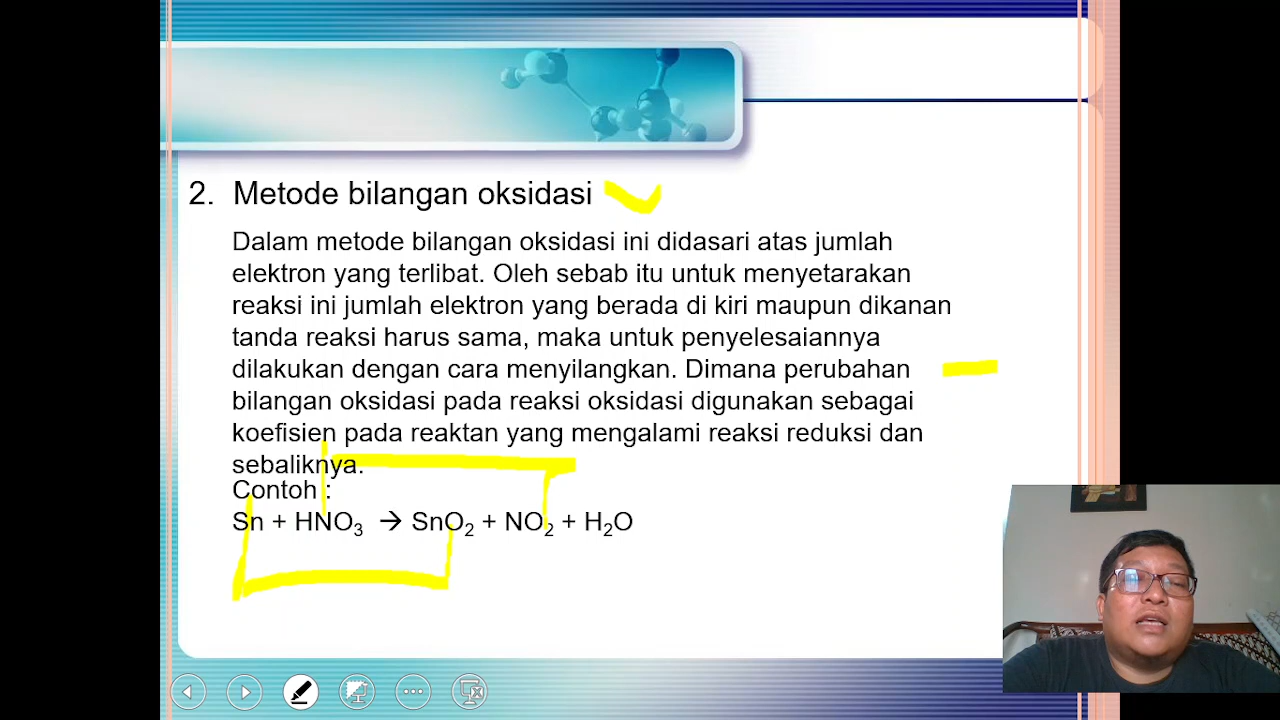 2. Metode bilangan oksidasi
Dalam metode bilangan oksidasi ini didasari atas jumlah
elektron yang terlibat. Oleh sebab itu untuk menyetarakan
reaksi ini jumlah elektron yang berada di kiri maupun dikanan
tanda reaksi harus sama, maka untuk penyelesaiannya
dilakukan dengan cara menyilangkan. Dimana perubahan
bilangan oksidasi pada reaksi oksidasi digunakan sebagai
koefisien pada reaktan yang mengalami reaksi reduksi dan
sebaliknya.
Contoh :
Sn + HNO₃ → SnO₂ + NO₂ + H₂O